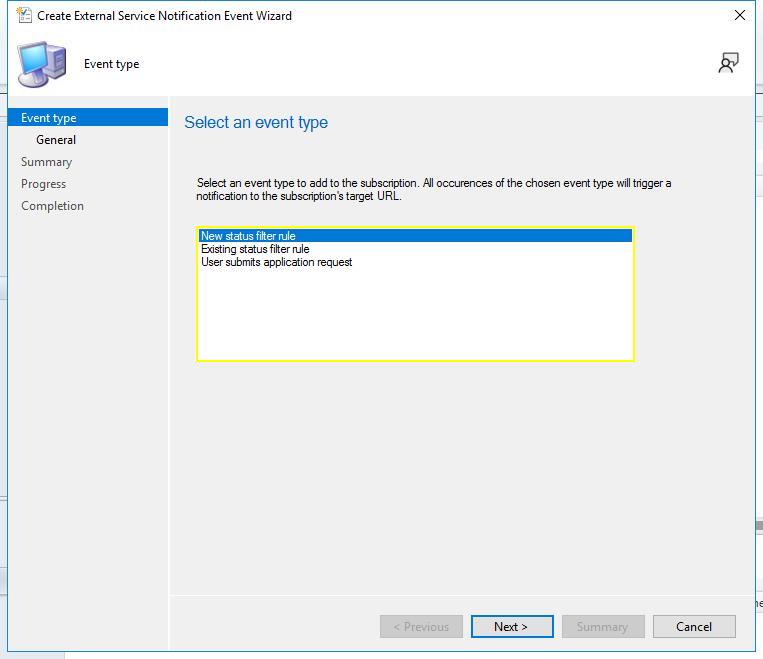 Create External Service Notification Event Wizard
Event type
Event type
General
Summary
Progress
Completion
Select an event type
Select an event type to add to the subscription. All occurences of the chosen event type will trigger a
notification to the subscription's target URL.
New status filter rule
Existing status filter rule
User submits application request
< Previous
Next >
Summary
Cancel